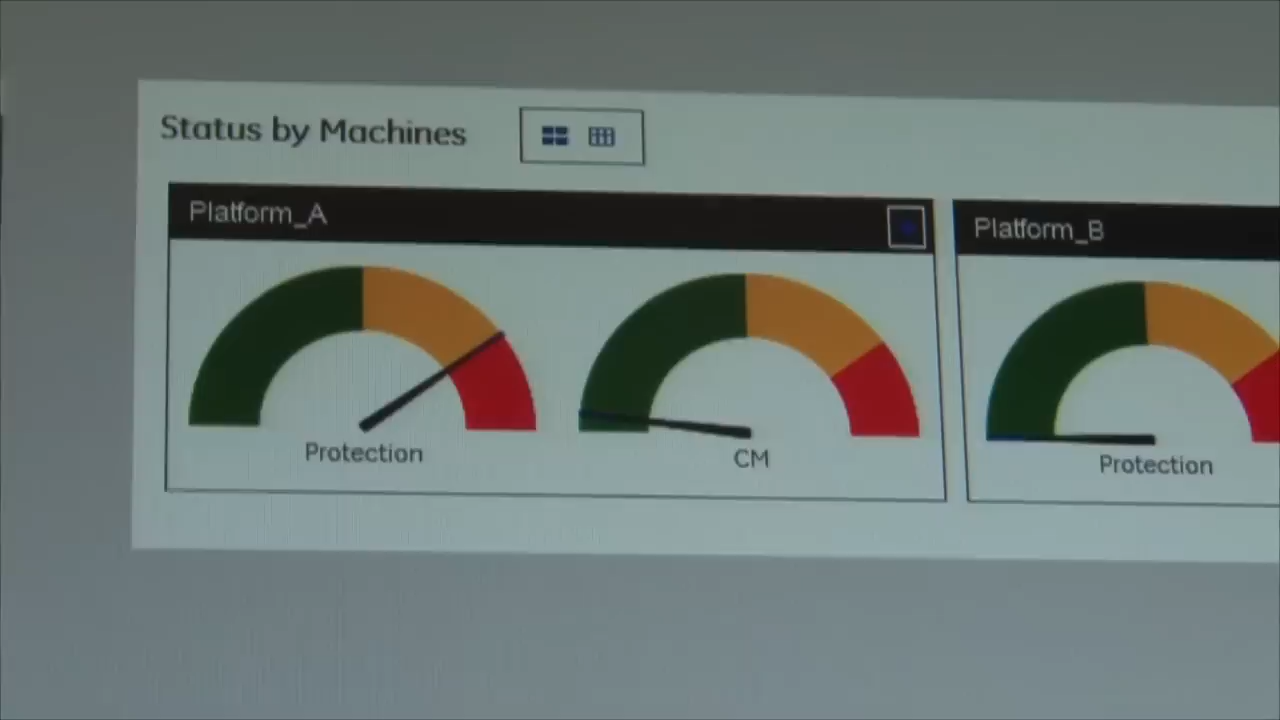 Status by Machines
Platform_A
Platform_B
Protection
CM
Protection